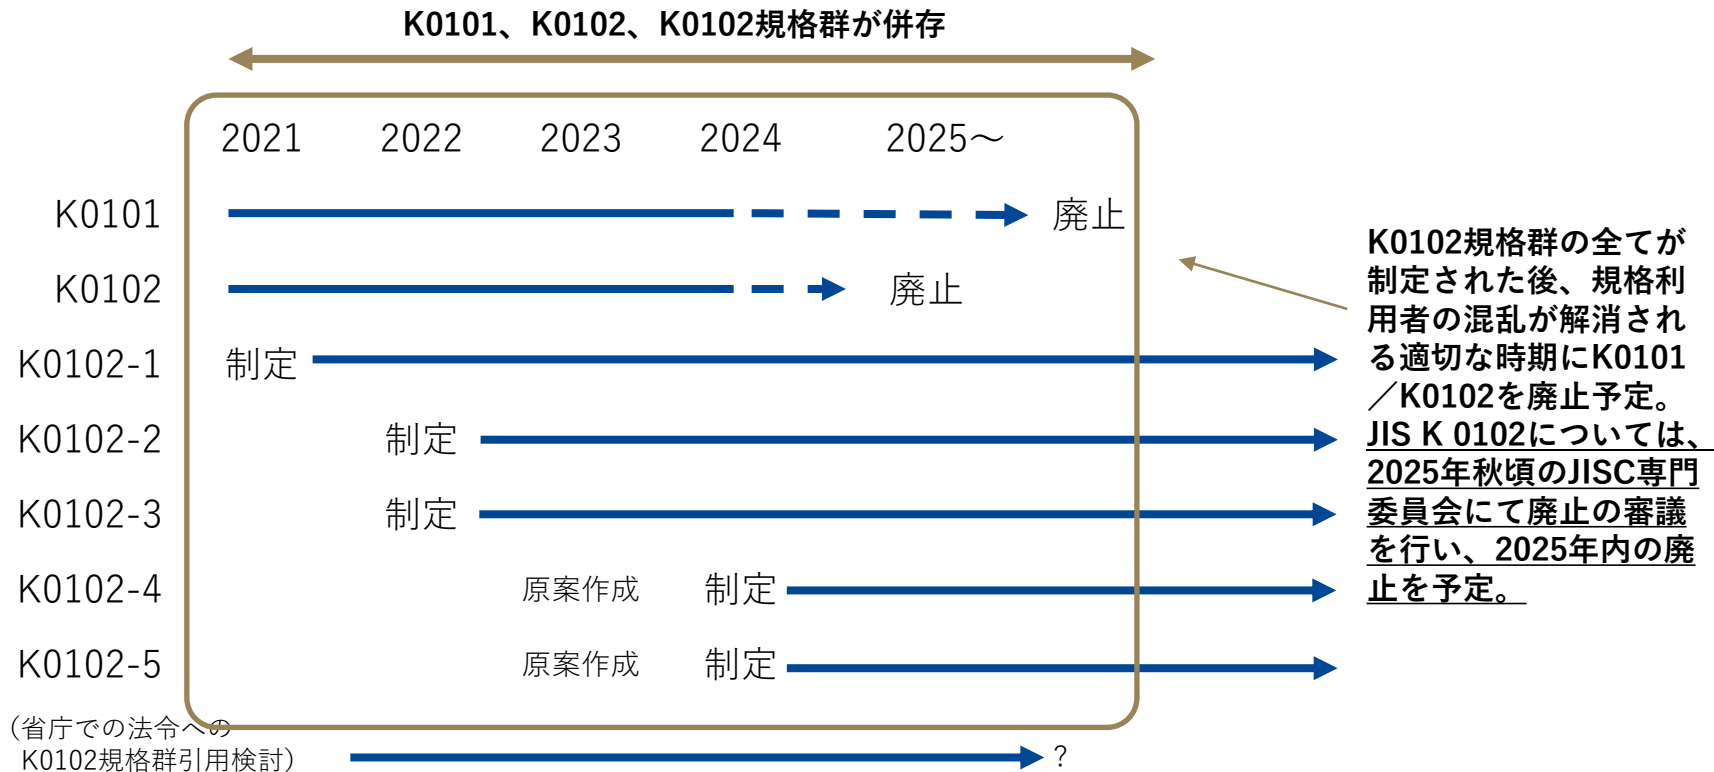 K0101、K0102、K0102規格群が併存
2021 2022 2023 2024 2025～
K0101 廃止
K0102 廃止
K0102-1 制定
K0102-2 制定
K0102-3 制定
K0102-4 原案作成 制定
K0102-5 原案作成 制定
（省庁での法令への
K0102規格群引用検討） ？
K0102規格群の全てが
制定された後、規格利
用者の混乱が解消され
る適切な時期にK0101
／K0102を廃止予定。
JIS K 0102については、
2025年秋頃のJISC専門
委員会にて廃止の審議
を行い、2025年内の廃
止を予定。